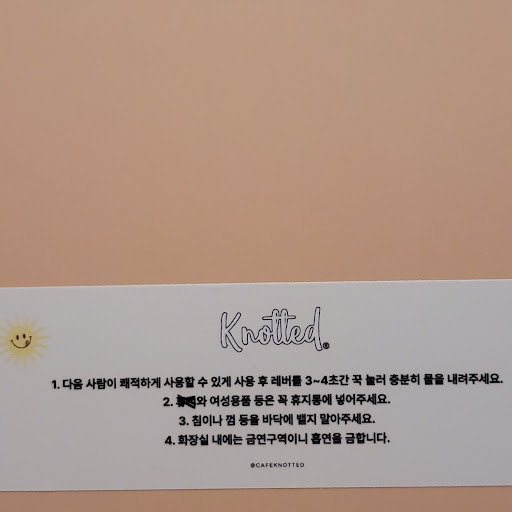 Knotted®
1. 다음 사람이 쾌적하게 사용할 수 있게 사용 후 레버를 3~4초간 꾹 눌러 충분히 물을 내려주세요.
2. 와 여성용품 등은 꼭 휴지통에 넣어주세요.
3. 침이나 껌 등을 바닥에 뱉지 말아주세요.
4. 화장실 내에는 금연구역이니 흡연을 금합니다.
@CAFEKNOTTED